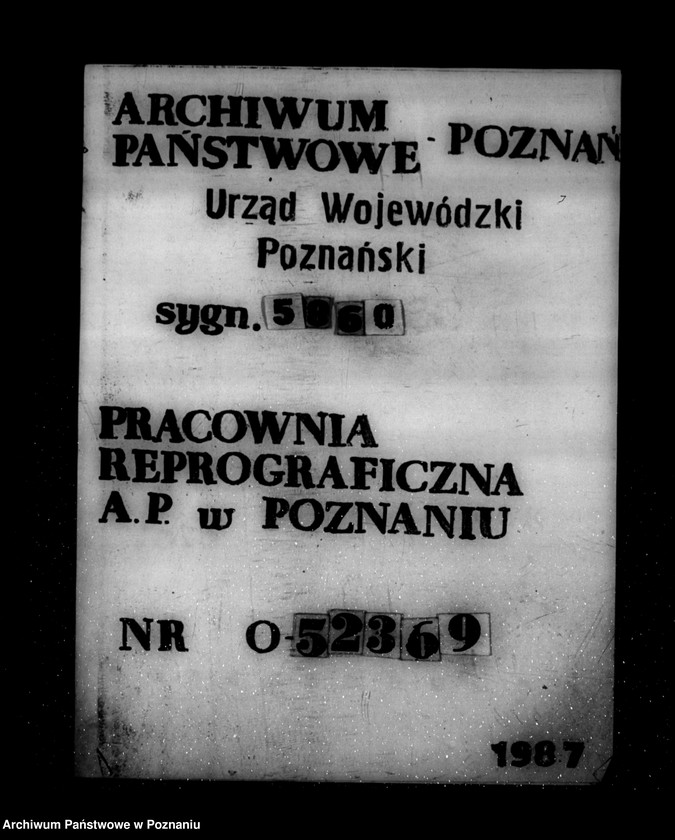 ARCHIWUM
PAŃSTWOWE - POZNAŃ
Urząd Wojewódzki
Poznański
sygn.
PRACOWNIA
REPROGRAFICZNA
A.P. w POZNANIU
NR O-52369
1987
Archiwum Państwowe w Poznaniu